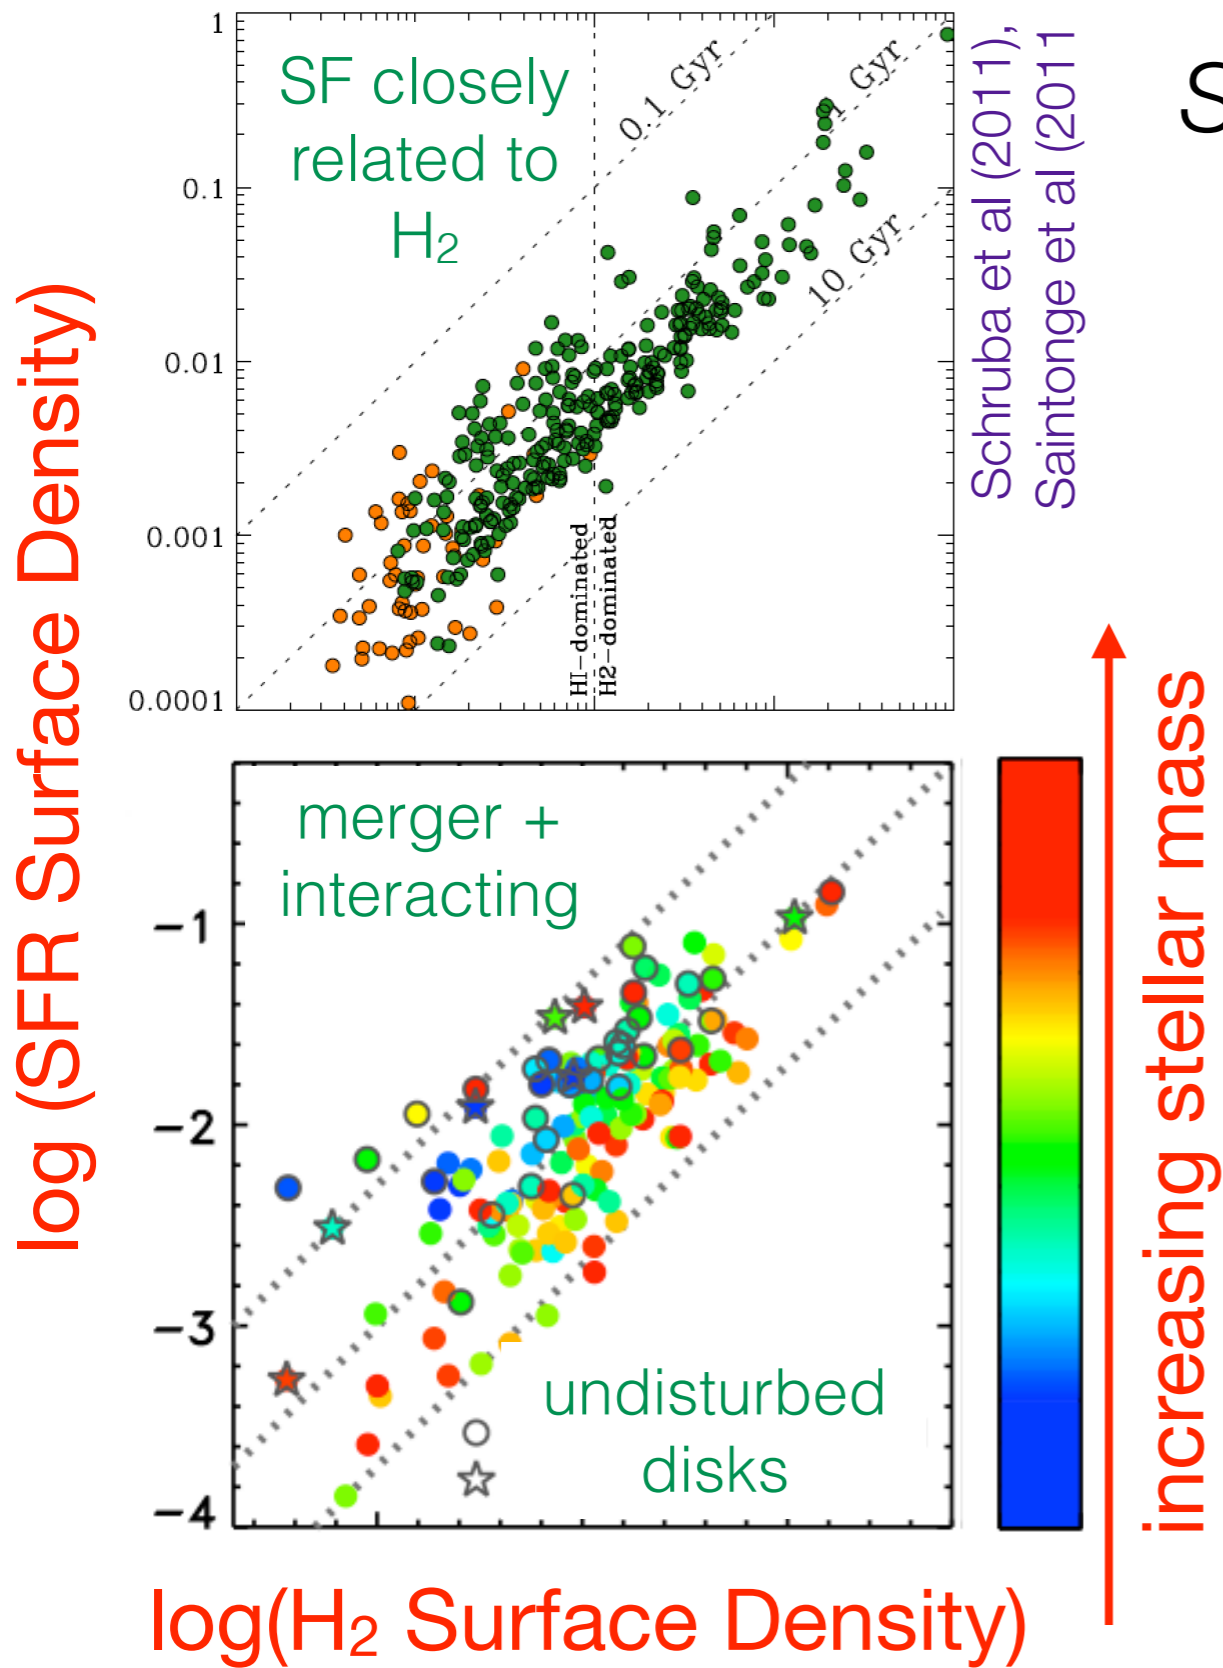 1
0.1
0.01
0.001
0.0001
SF closely
related to
H₂
0.1 Gyr
1 Gyr
10 Gyr
HI-dominated
H2-dominated
Schruba et al (2011),
Saintonge et al (2011
S
log (SFR Surface Density)
merger +
interacting
undisturbed
disks
-1
-2
-3
-4
increasing stellar mass
log(H₂ Surface Density)